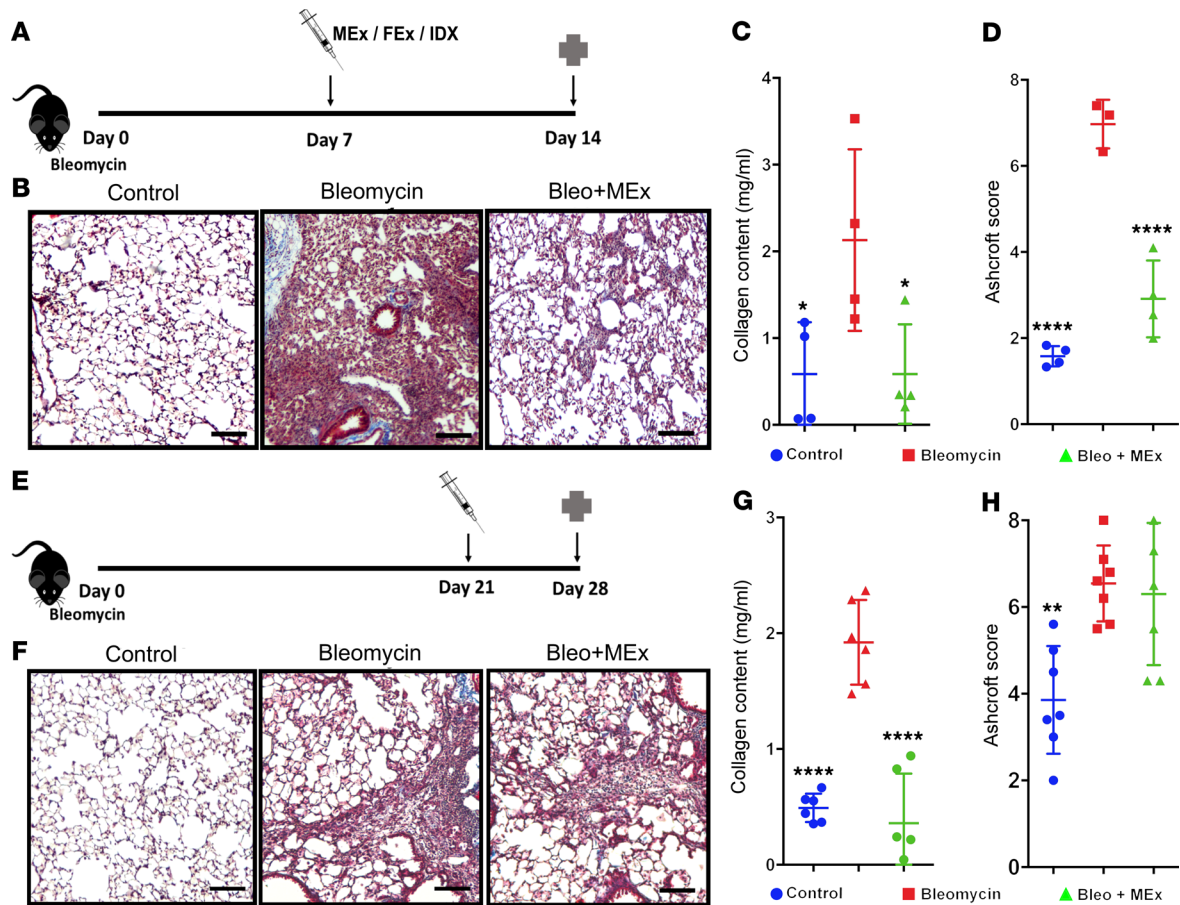 A
MEx / FEx / IDX
Day 0
Bleomycin
Day 7
Day 14
B
Control
Bleomycin
Bleo+MEx
C
Collagen content (mg/ml)
4
3
2
1
0
*
*
D
Ashcroft score
8
6
4
2
0
****
****
Control
Bleomycin
Bleo + MEx
E
Day 0
Bleomycin
Day 21
Day 28
F
Control
Bleomycin
Bleo+MEx
G
Collagen content (mg/ml)
3
2
1
0
****
****
H
Ashcroft score
8
6
4
2
0
**
Control
Bleomycin
Bleo + MEx